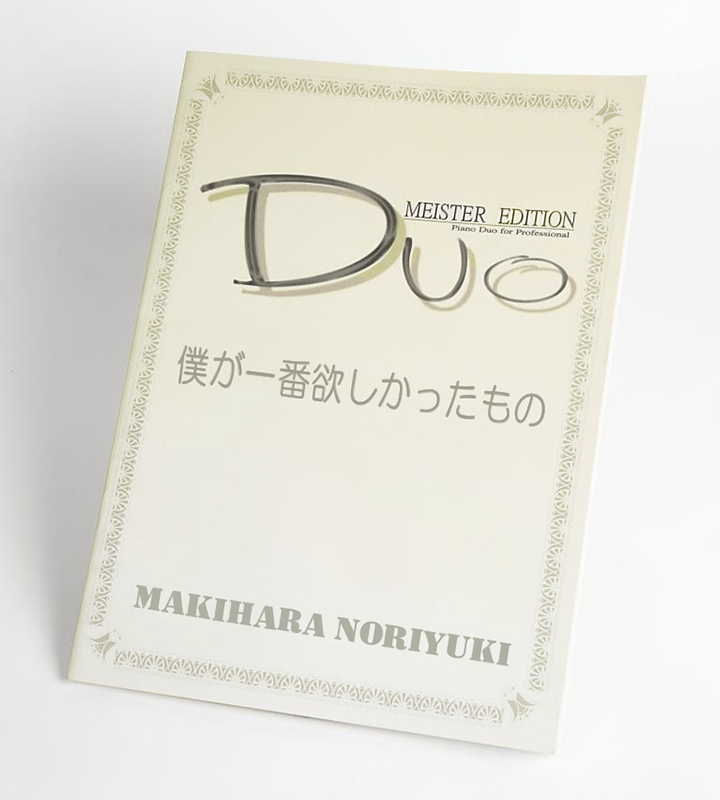 Duo
MEISTER EDITION
Piano Duo for Professional
僕が一番欲しかったもの
MAKIHARA NORIYUKI